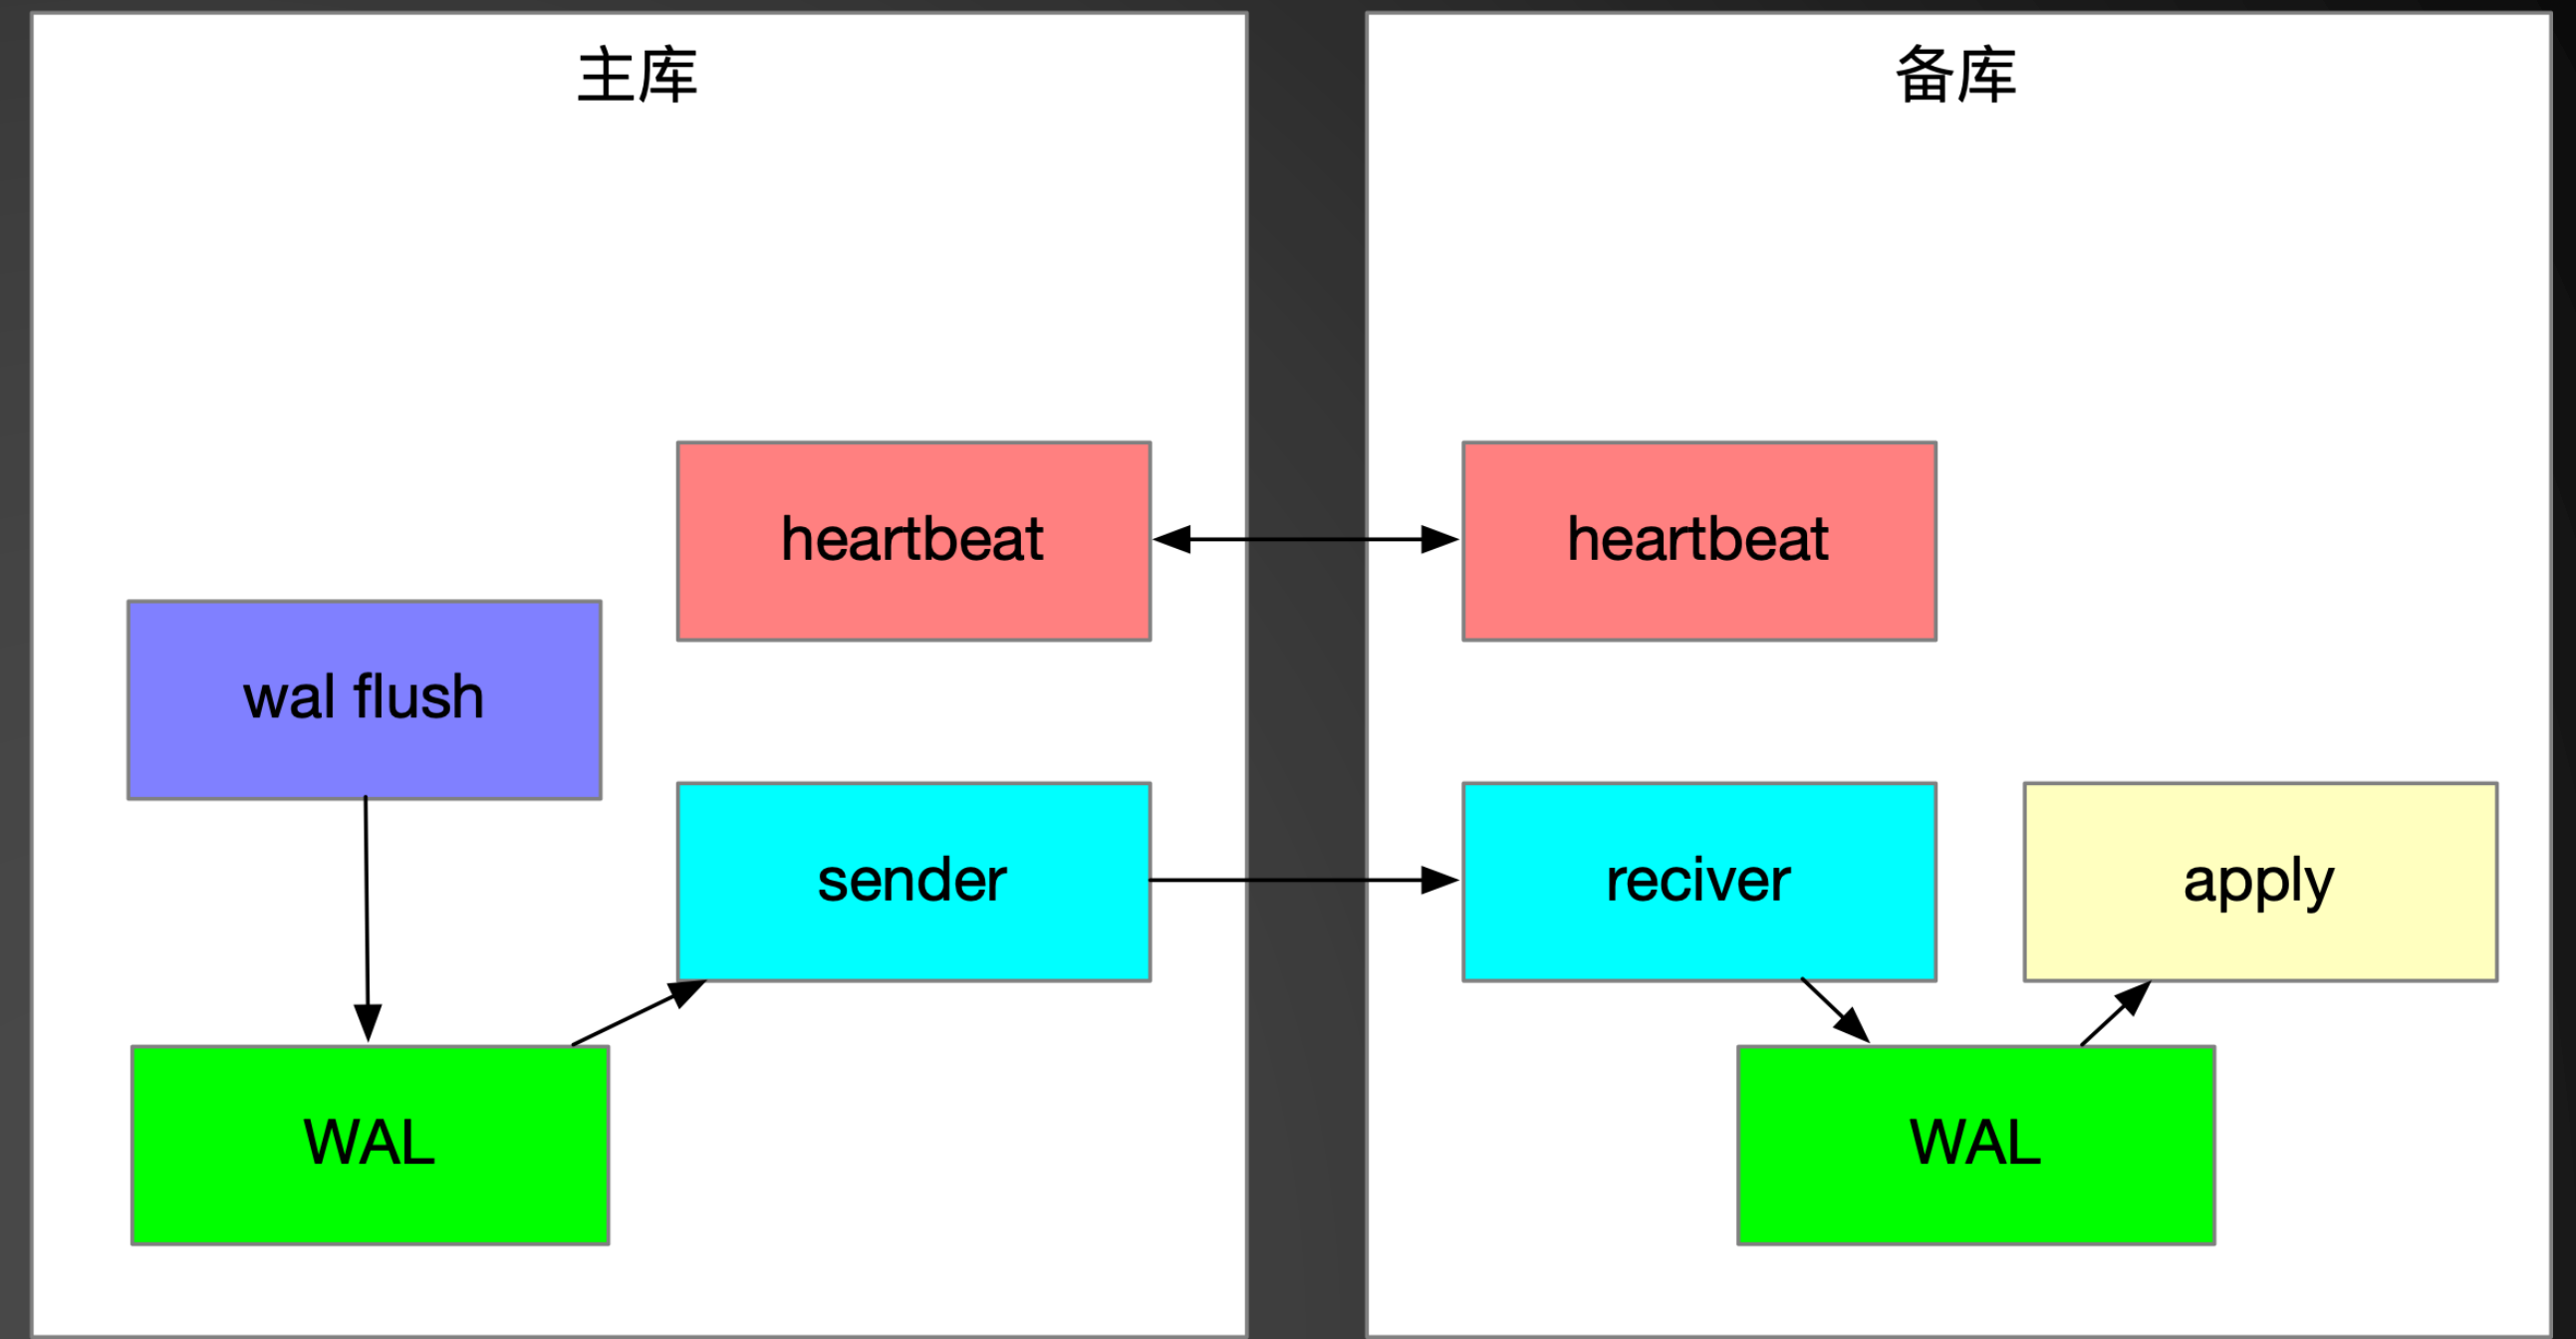 主库
heartbeat
wal flush
sender
WAL
备库
heartbeat
reciver
apply
WAL